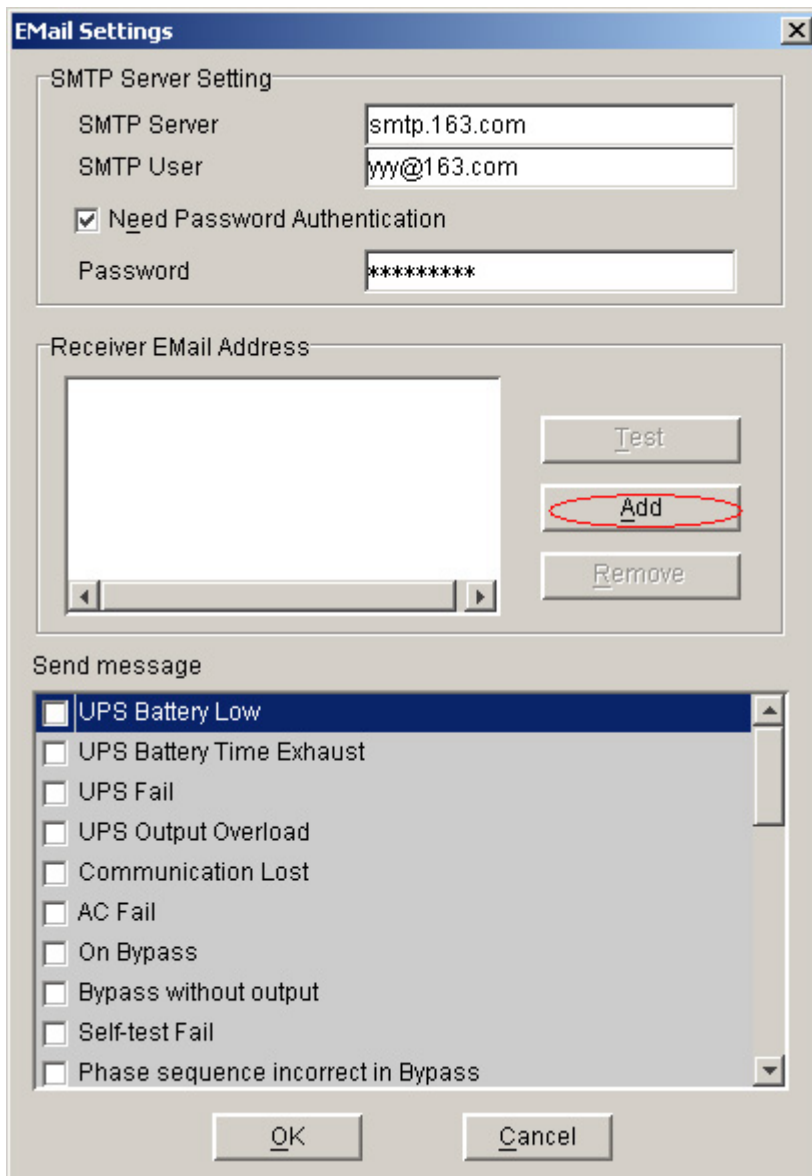 EMail Settings
SMTP Server Setting
SMTP Server smtp.163.com
SMTP User yyy@163.com
Need Password Authentication
Password *********
Receiver EMail Address
Test
Add
Remove
Send message
UPS Battery Low
UPS Battery Time Exhaust
UPS Fail
UPS Output Overload
Communication Lost
AC Fail
On Bypass
Bypass without output
Self-test Fail
Phase sequence incorrect in Bypass
OK Cancel